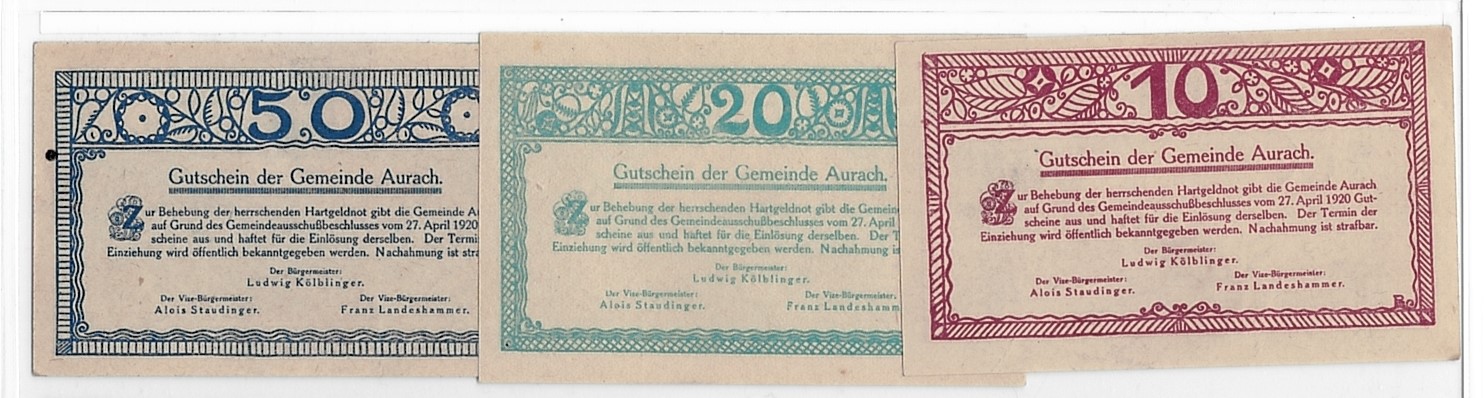 50
Gutschein der Gemeinde Aurach.
Zur Behebung der herrschenden Hartgeldnot gibt die Gemeinde Au
auf Grund des Gemeindeausschußbeschlusses vom 27. April 1920
scheine aus und haftet für die Einlösung derselben. Der Termi
Einziehung wird öffentlich bekanntgegeben werden. Nachahmung ist stra
Der Bürgermeister:
Ludwig Kölblinger.
Der Vize-Bürgermeister: Der Vize-Bürgermeister:
Alois Staudinger. Franz Landeshammer.
20
Gutschein der Gemeinde Aurach.
Zur Behebung der herrschenden Hartgeldnot gibt die Gemein
auf Grund des Gemeindeausschußbeschlusses vom 27. April
scheine aus und haftet für die Einlösung derselben. Der T
Einziehung wird öffentlich bekanntgegeben werden. Nachahmung is
Der Bürgermeister:
Ludwig Kölblinger.
Der Vize-Bürgermeister: Der Vize-Bürgermeister:
Alois Staudinger. Franz Landeshamm
10
Gutschein der Gemeinde Aurach.
Zur Behebung der herrschenden Hartgeldnot gibt die Gemeinde Aurach
auf Grund des Gemeindeausschußbeschlusses vom 27. April 1920 Gut-
scheine aus und haftet für die Einlösung derselben. Der Termin der
Einziehung wird öffentlich bekanntgegeben werden. Nachahmung ist strafbar.
Der Bürgermeister:
Ludwig Kölblinger.
Der Vize-Bürgermeister: Der Vize-Bürgermeister:
Alois Staudinger. Franz Landeshammer.